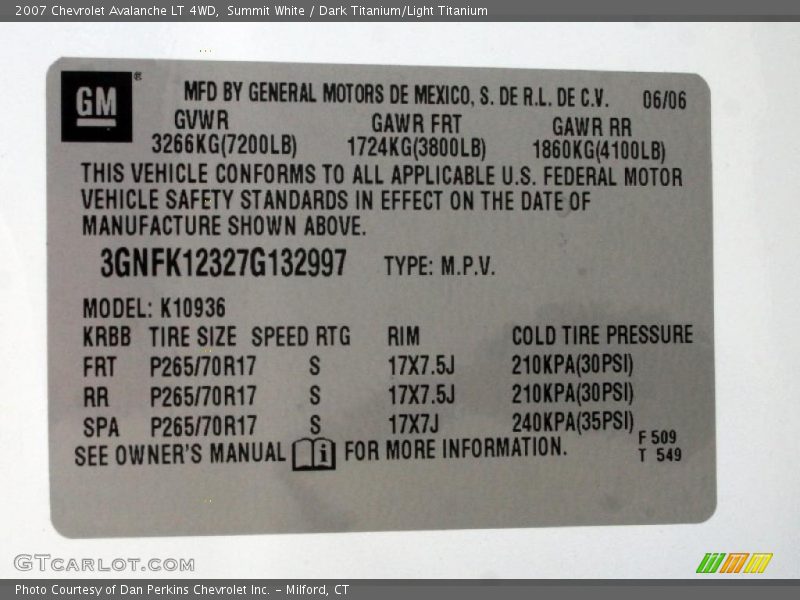 2007 Chevrolet Avalanche LT 4WD,  Summit White / Dark Titanium/Light Titanium
GM ®
MFD BY GENERAL MOTORS DE MEXICO, S. DE R.L. DE C.V. 06/06
GVWR GAWR FRT GAWR RR
3266KG(7200LB) 1724KG(3800LB) 1860KG(4100LB)
THIS VEHICLE CONFORMS TO ALL APPLICABLE U.S. FEDERAL MOTOR
VEHICLE SAFETY STANDARDS IN EFFECT ON THE DATE OF
MANUFACTURE SHOWN ABOVE.
3GNFK12327G132997 TYPE: M.P.V.
MODEL: K10936
KRBB TIRE SIZE SPEED RTG RIM COLD TIRE PRESSURE
FRT P265/70R17 S 17X7.5J 210KPA(30PSI)
RR P265/70R17 S 17X7.5J 210KPA(30PSI)
SPA P265/70R17 S 17X7J 240KPA(35PSI)
SEE OWNER'S MANUAL i FOR MORE INFORMATION.
F 509
T 549
GTCARLOT.COM
Photo Courtesy of Dan Perkins Chevrolet Inc. - Milford, CT